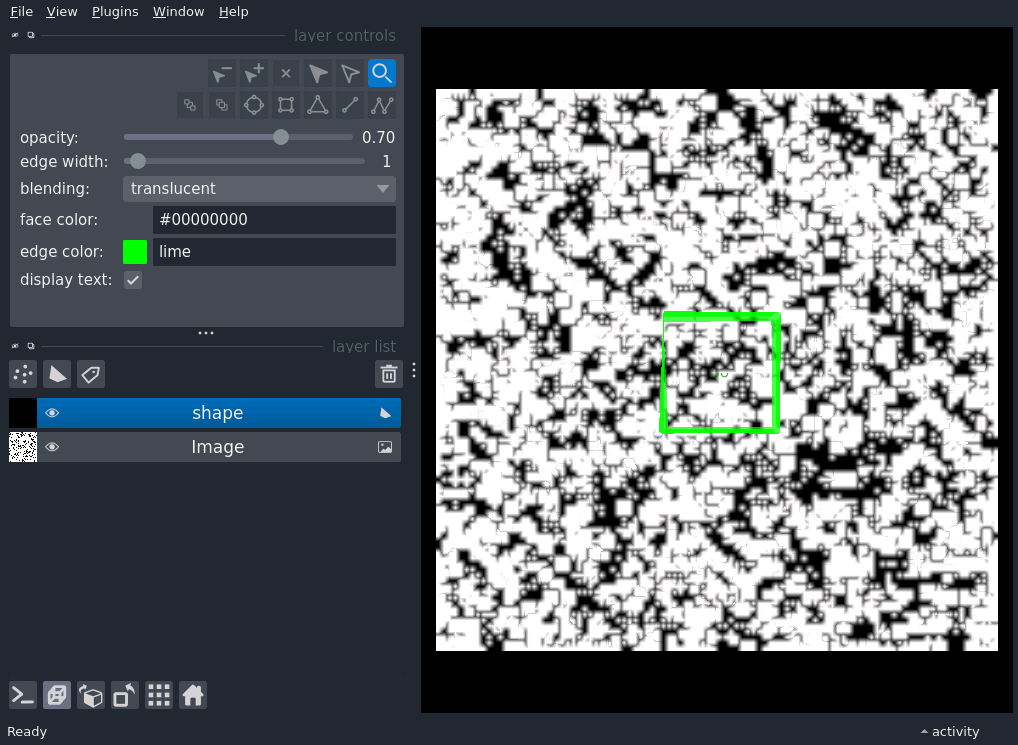 File View Plugins Window Help
layer controls
opacity: 0.70
edge width: 1
blending: translucent
face color: #00000000
edge color: lime
display text:
layer list
shape
Image
Ready activity